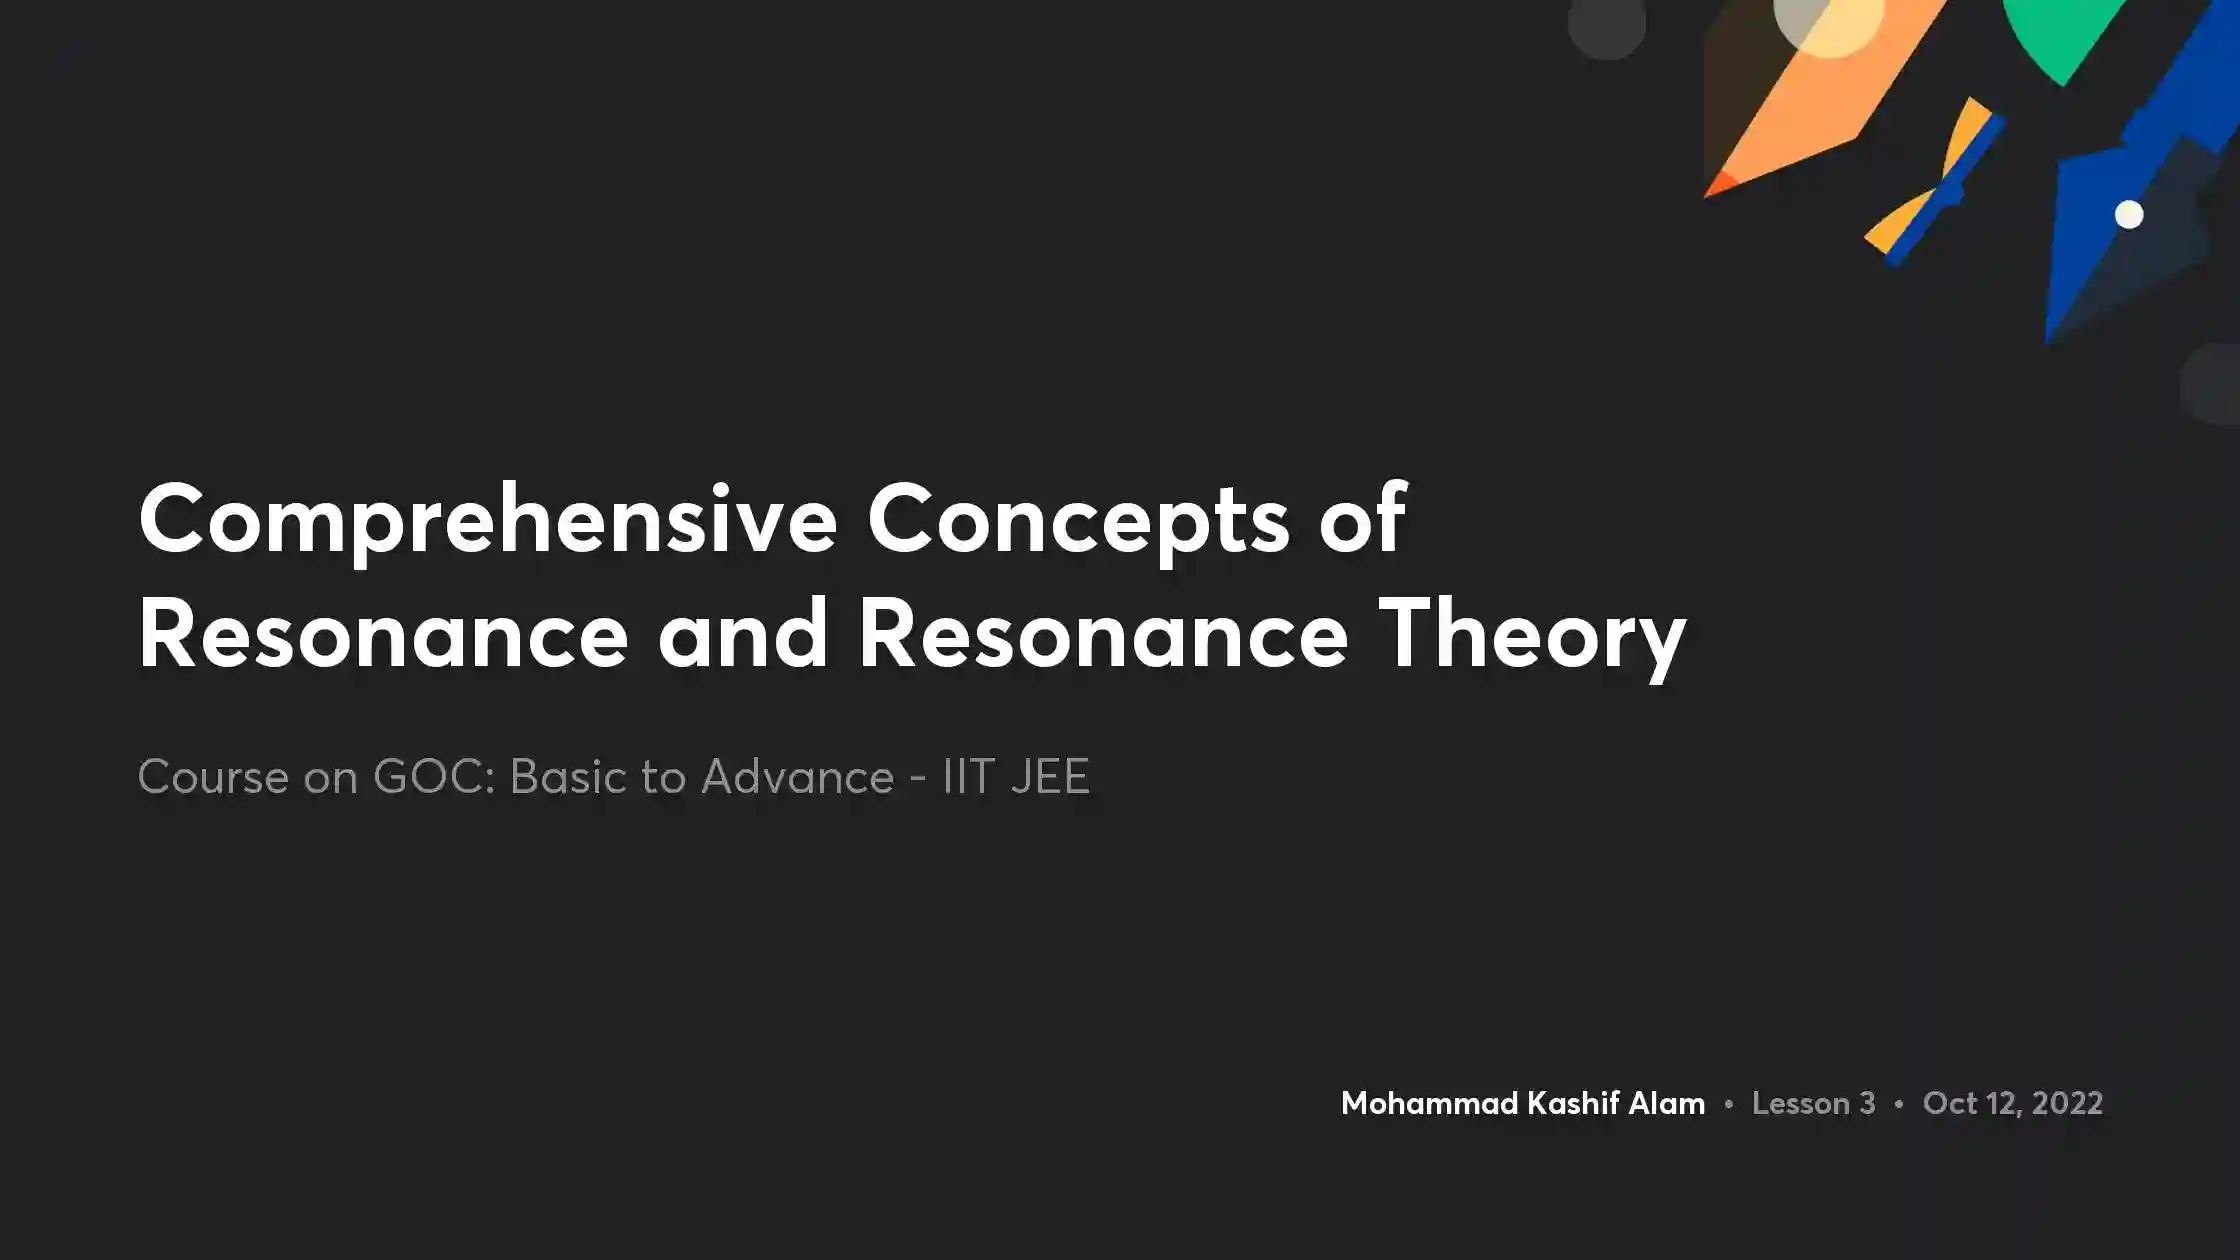 Comprehensive Concepts of
Resonance and Resonance Theory
Course on GOC: Basic to Advance - IIT JEE
Mohammad Kashif Alam • Lesson 3 • Oct 12, 2022